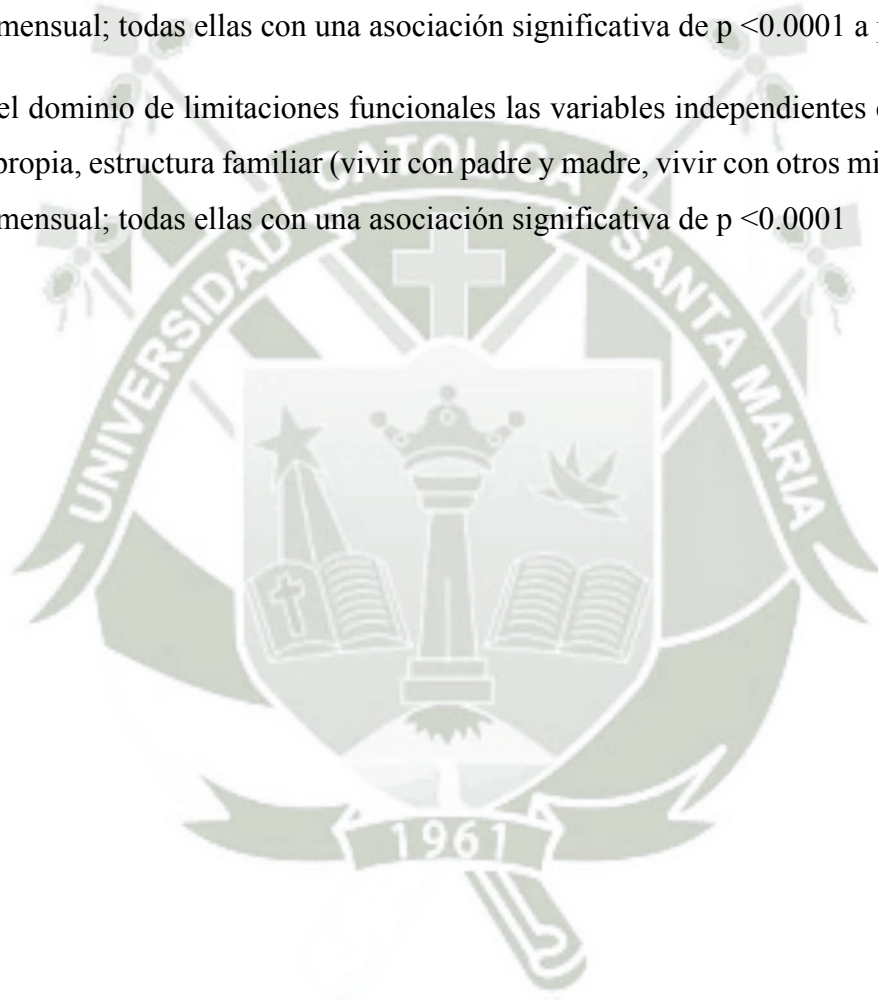 mensual; todas ellas con una asociación significativa de p <0.0001 a
el dominio de limitaciones funcionales las variables independientes
propia, estructura familiar (vivir con padre y madre, vivir con otros
mensual; todas ellas con una asociación significativa de p <0.0001
UNIVERSIDAD CATOLICA SANTA MARIA
1961